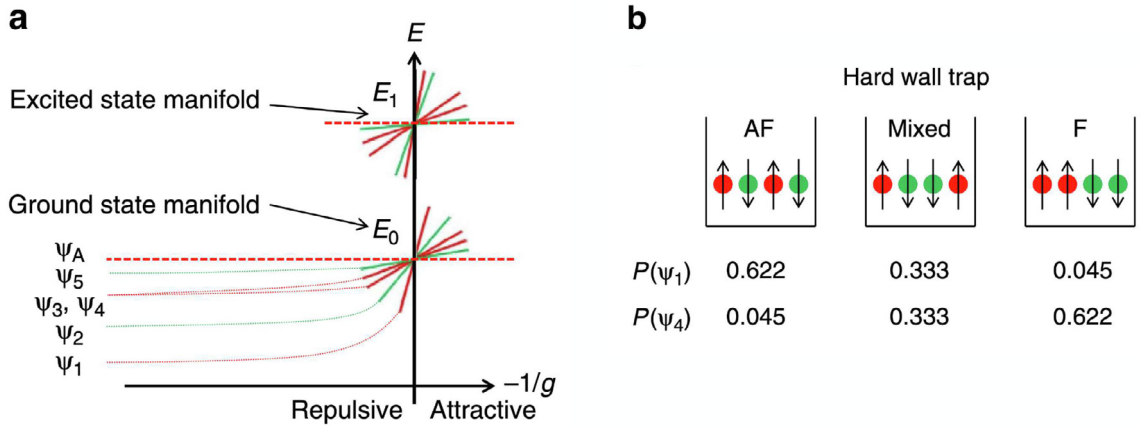 a
E
Excited state manifold
E₁
Ground state manifold
E₀
ψA
ψ₅
ψ₃, ψ₄
ψ₂
ψ₁
−1/g
Repulsive Attractive
b
Hard wall trap
AF Mixed F
P(ψ₁) 0.622 0.333 0.045
P(ψ₄) 0.045 0.333 0.622